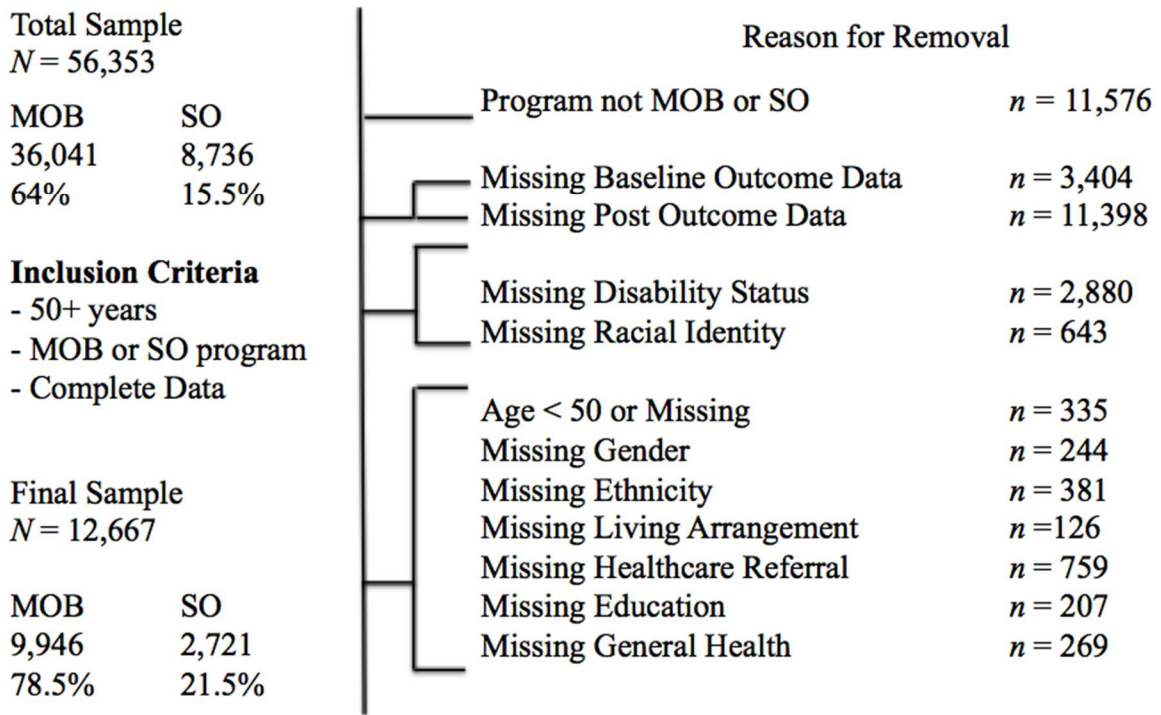 Total Sample
N = 56,353
MOB SO
36,041 8,736
64% 15.5%
Inclusion Criteria
- 50+ years
- MOB or SO program
- Complete Data
Final Sample
N = 12,667
MOB SO
9,946 2,721
78.5% 21.5%
Reason for Removal
Program not MOB or SO n = 11,576
Missing Baseline Outcome Data n = 3,404
Missing Post Outcome Data n = 11,398
Missing Disability Status n = 2,880
Missing Racial Identity n = 643
Age < 50 or Missing n = 335
Missing Gender n = 244
Missing Ethnicity n = 381
Missing Living Arrangement n =126
Missing Healthcare Referral n = 759
Missing Education n = 207
Missing General Health n = 269